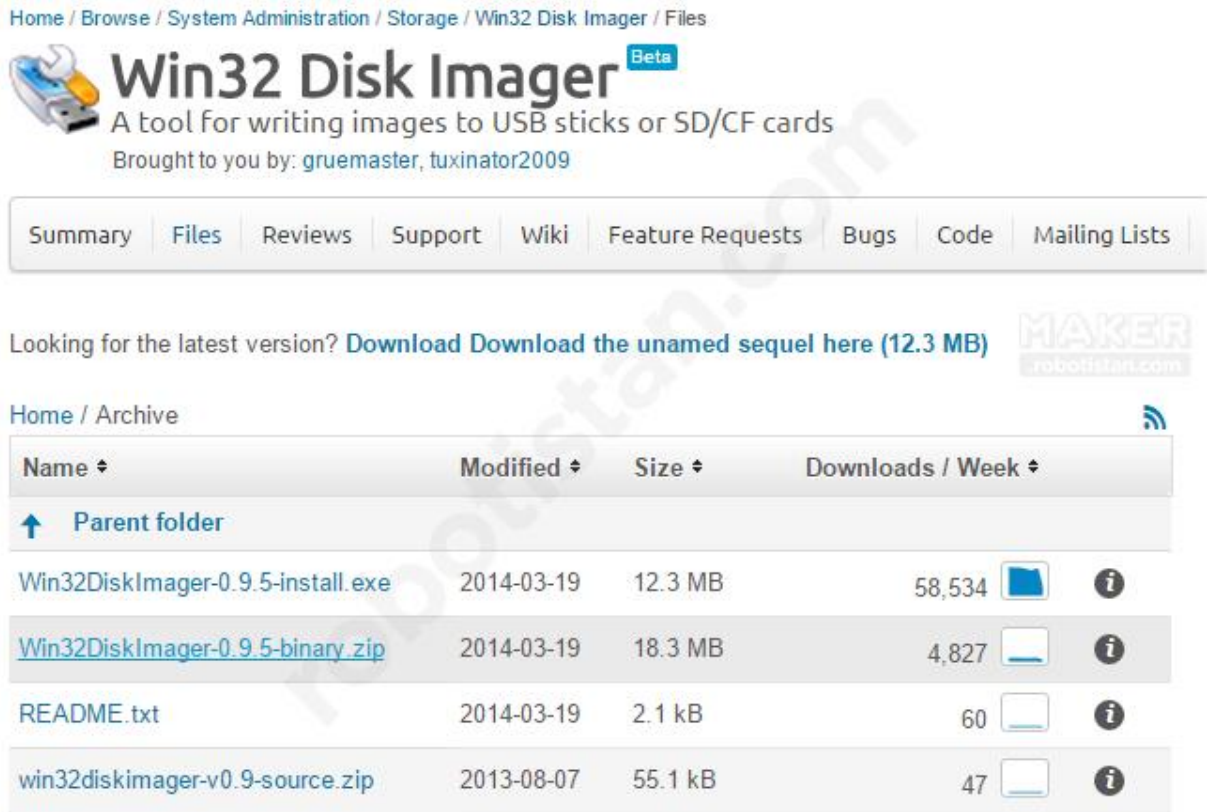 Home / Browse / System Administration / Storage / Win32 Disk Imager / Files
Win32 Disk Imager Beta
A tool for writing images to USB sticks or SD/CF cards
Brought to you by: gruemaster, tuxinator2009
Summary Files Reviews Support Wiki Feature Requests Bugs Code Mailing Lists
Looking for the latest version? Download Download the unamed sequel here (12.3 MB)
MAKER
robotistan.com
Home / Archive
Name Modified Size Downloads / Week
Parent folder
Win32DiskImager-0.9.5-install.exe 2014-03-19 12.3 MB 58,534
Win32DiskImager-0.9.5-binary.zip 2014-03-19 18.3 MB 4,827
README.txt 2014-03-19 2.1 kB 60
win32diskimager-v0.9-source.zip 2013-08-07 55.1 kB 47
robotistan.com